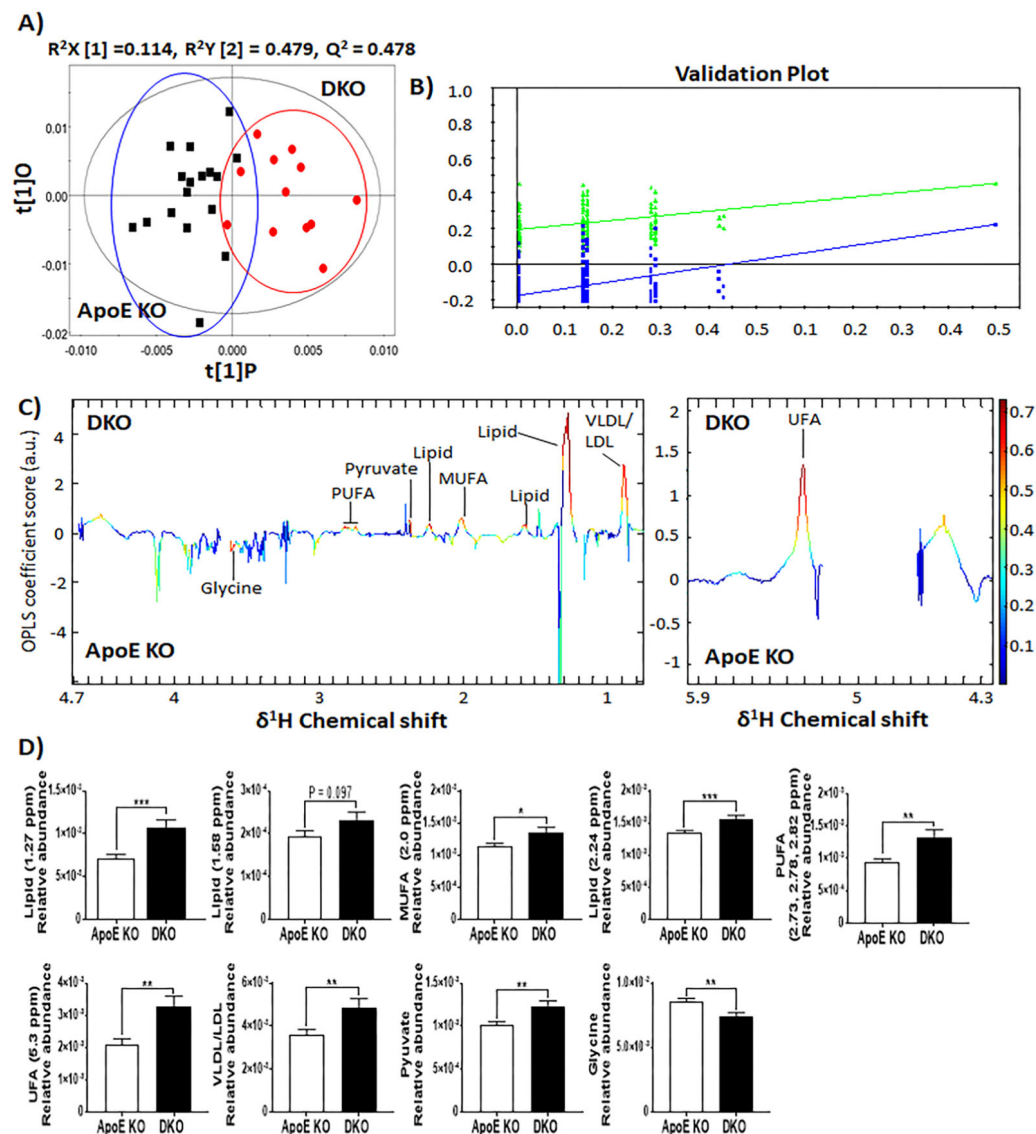 A)
R²X [1] =0.114, R²Y [2] = 0.479, Q² = 0.478
DKO
ApoE KO
t[1]O
0.01
0.00
-0.01
-0.02
-0.010
-0.005
0.000
0.005
0.010
t[1]P
B)
Validation Plot
1.0
0.8
0.6
0.4
0.2
0.0
-0.2
0.0 0.1 0.2 0.3 0.5 0.5 0.2 0.3 0.5
C)
DKO
ApoE KO
OPLS coefficient score (a.u.)
4
2
0
-2
-4
PUFA
Pyruvate
Lipid
MUFA
Lipid
Lipid
VLDL/
LDL
Glycine
4.7 4 3 2 1
δ¹H Chemical shift
DKO
UFA
ApoE KO
2
1.5
1
0.5
0
-0.5
-1
5.9 5 4.3
δ¹H Chemical shift
0.7
0.6
0.5
0.4
0.3
0.2
0.1
D)
Lipid (1.27 ppm)
Relative abundance
***
ApoE KO DKO
Lipid (1.58 ppm)
Relative abundance
P = 0.097
ApoE KO DKO
MUFA (2.0 ppm)
Relative abundance
*
ApoE KO DKO
Lipid (2.24 ppm)
Relative abundance
***
ApoE KO DKO
PUFA
(2.73, 2.78, 2.82 ppm)
Relative abundance
**
ApoE KO DKO
UFA (5.3 ppm)
Relative abundance
**
ApoE KO DKO
VLDL/LDL
Relative abundance
**
ApoE KO DKO
Pyuvate
Relative abundance
**
ApoE KO DKO
Glycine
Relative abundance
**
ApoE KO DKO